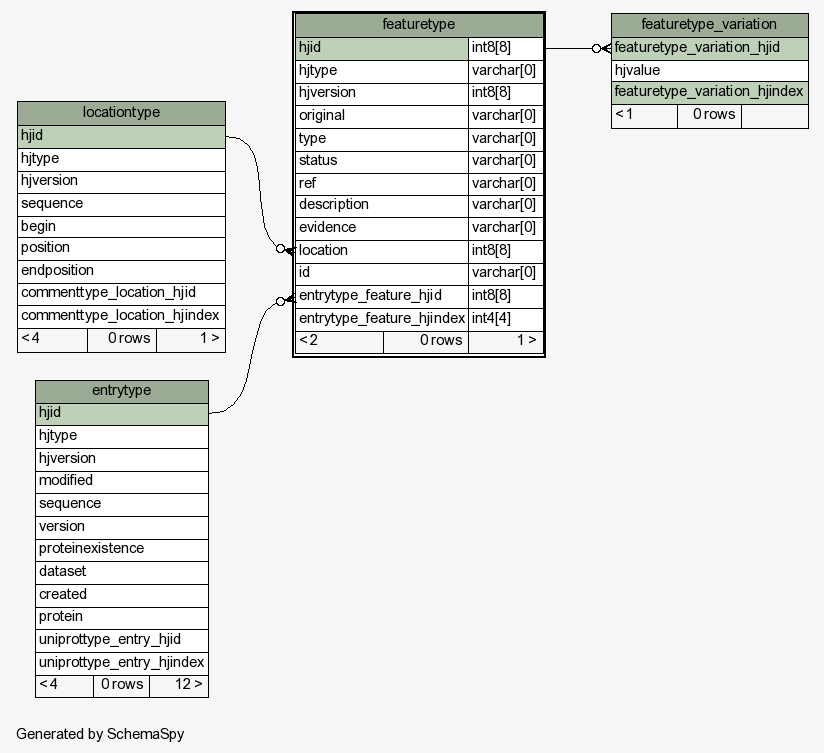 featuretype
hjid int8[8]
hjtype varchar[0]
hjversion int8[8]
original varchar[0]
type varchar[0]
status varchar[0]
ref varchar[0]
description varchar[0]
evidence varchar[0]
location int8[8]
id varchar[0]
entrytype_feature_hjid int8[8]
entrytype_feature_hjindex int4[4]
< 2 0 rows 1 >
featuretype_variation
featuretype_variation_hjid
hjvalue
featuretype_variation_hjindex
< 1 0 rows
locationtype
hjid
hjtype
hjversion
sequence
begin
position
endposition
commenttype_location_hjid
commenttype_location_hjindex
< 4 0 rows 1 >
entrytype
hjid
hjtype
hjversion
modified
sequence
version
proteinexistence
dataset
created
protein
uniprottype_entry_hjid
uniprottype_entry_hjindex
< 4 0 rows 12 >
Generated by SchemaSpy